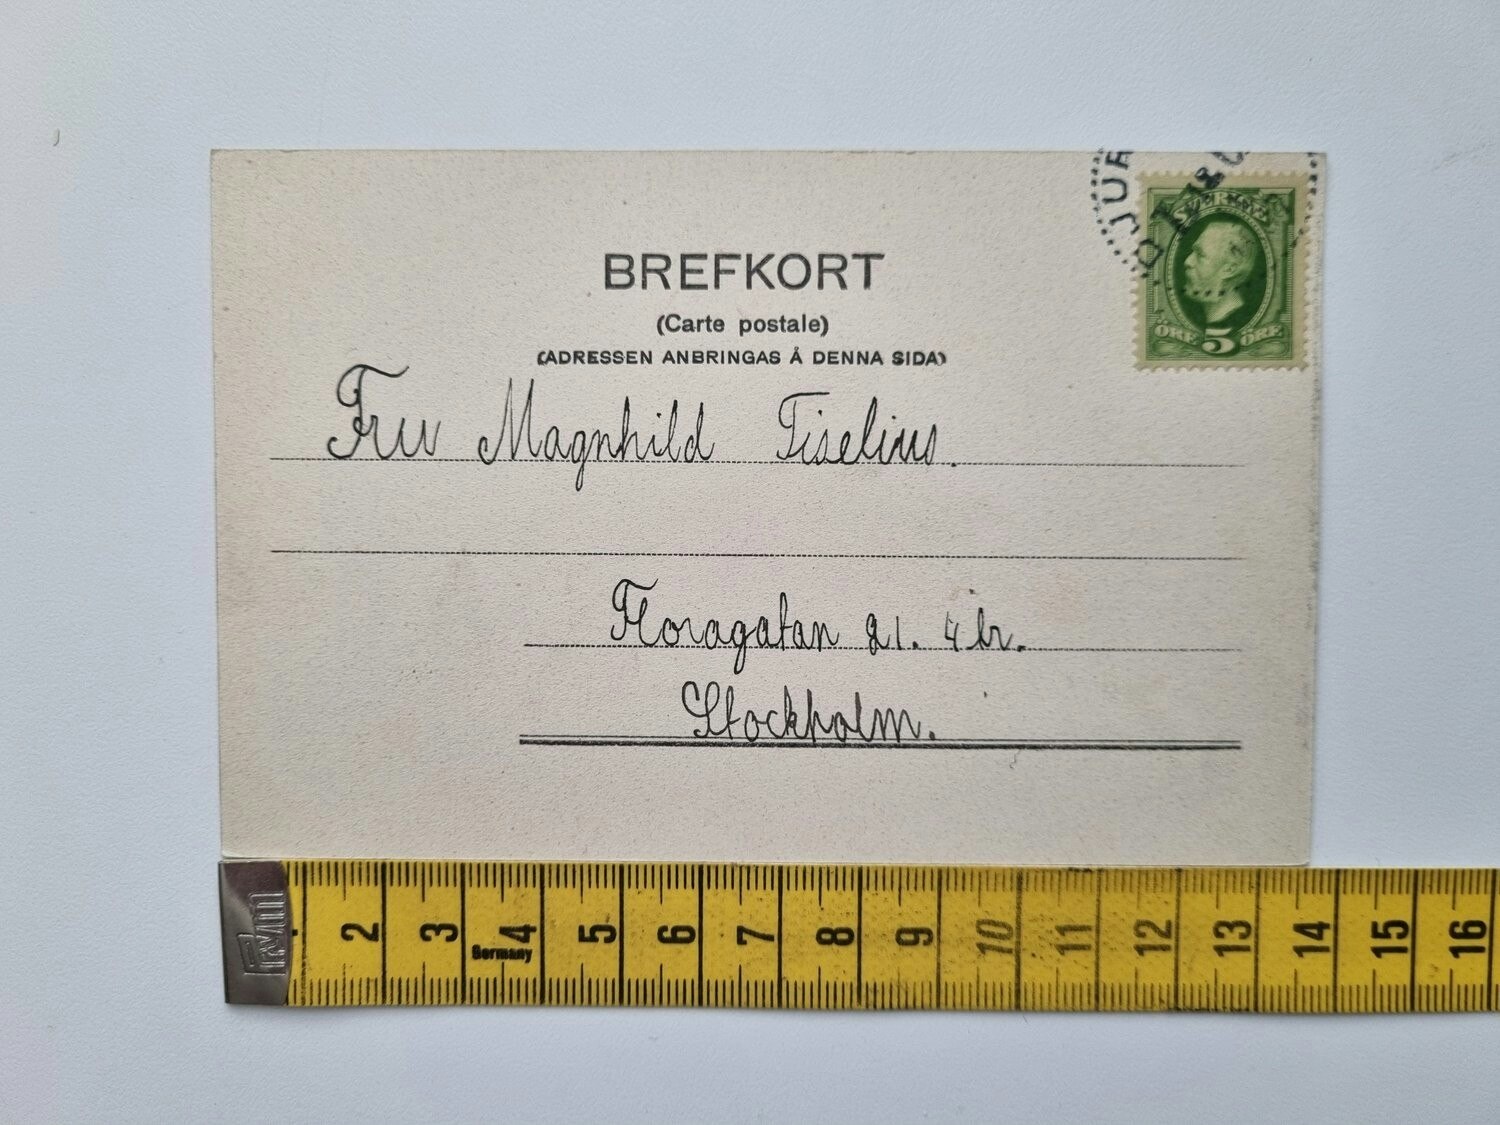 BREFKORT
(Carte postale)
(ADRESSEN ANBRINGAS Å DENNA SIDA)
SVERIGE
ÖRE 5 ÖRE
Fru Magnhild Tiselius.
Floragatan 21. 4 tr.
Stockholm.
Prym
2 3 4 5 6 7 8 9 10 11 12 13 14 15 16
Germany